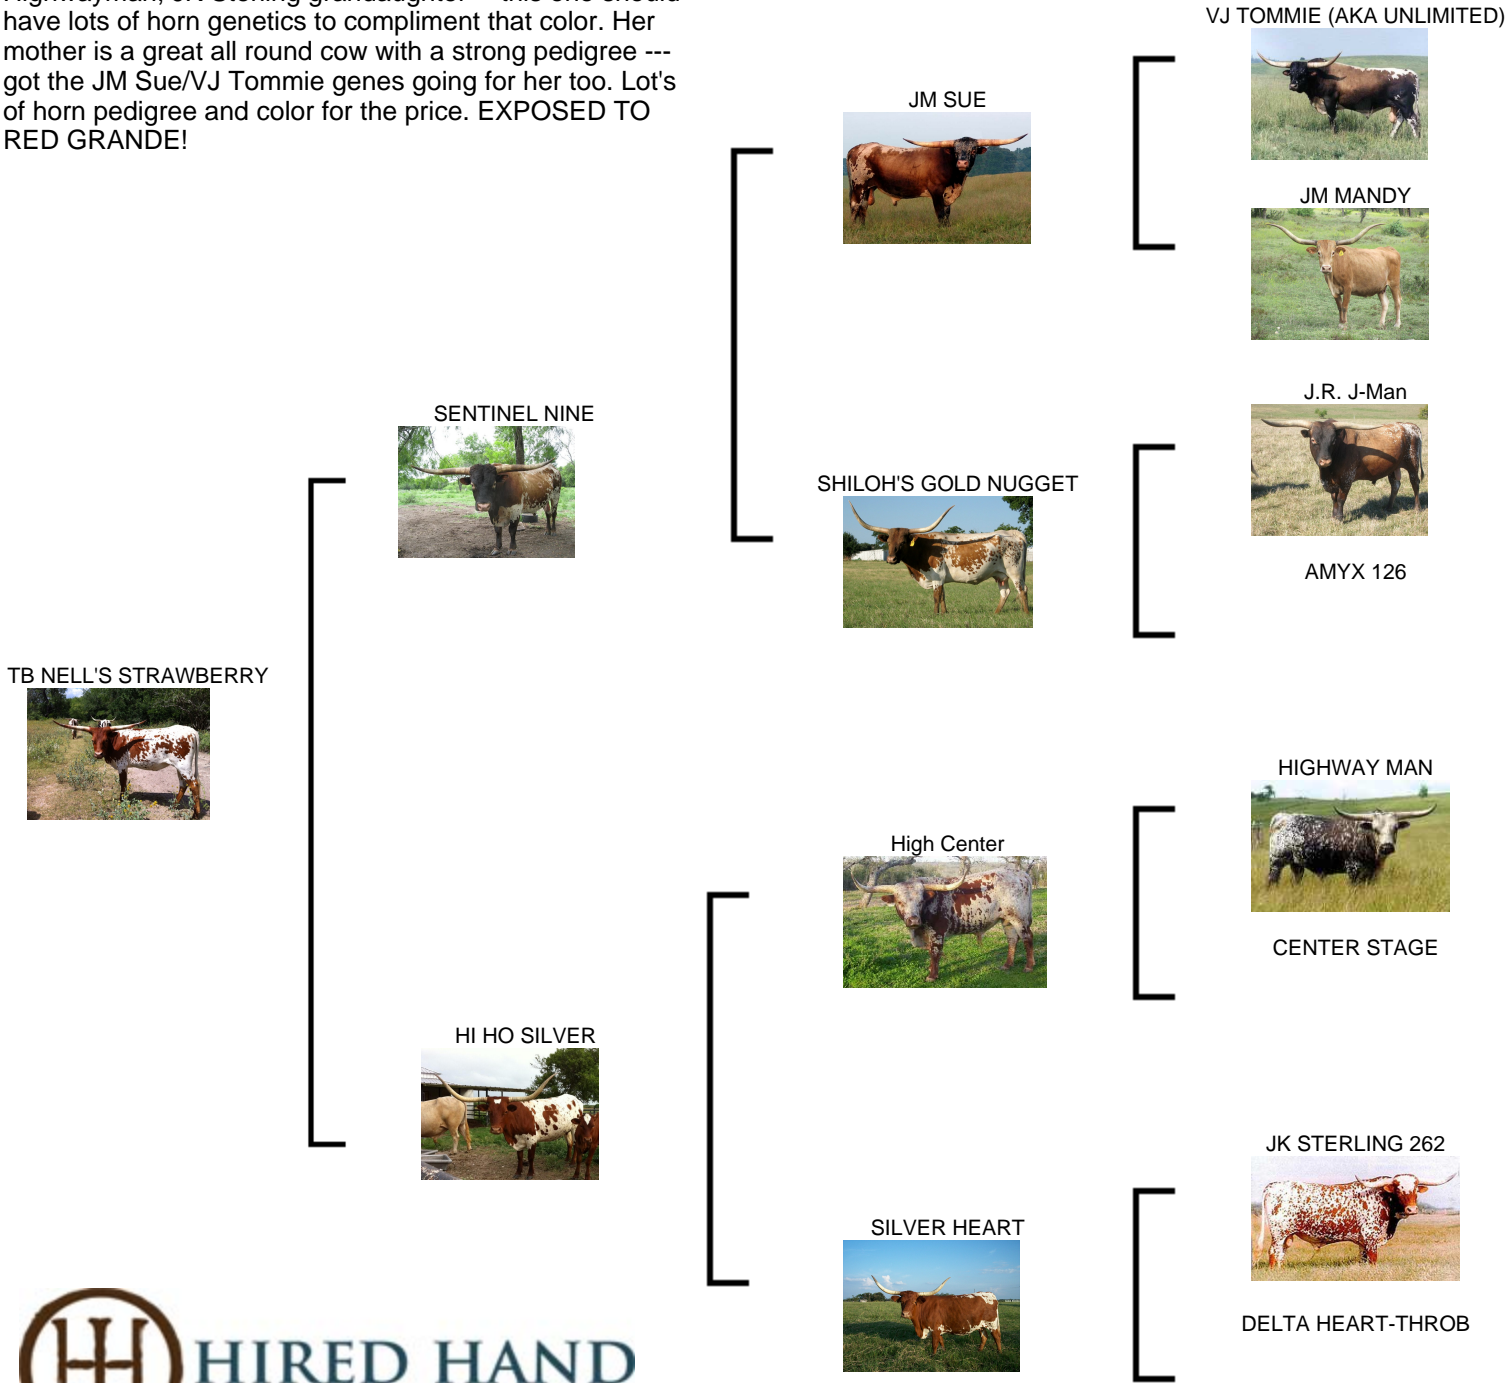 have lots of horn genetics to compliment that color. Her
mother is a great all round cow with a strong pedigree ---
got the JM Sue/VJ Tommie genes going for her too. Lot's
of horn pedigree and color for the price. EXPOSED TO
RED GRANDE!
VJ TOMMIE (AKA UNLIMITED)
JM SUE
JM MANDY
J.R. J-Man
SENTINEL NINE
SHILOH'S GOLD NUGGET
AMYX 126
TB NELL'S STRAWBERRY
HIGHWAY MAN
High Center
CENTER STAGE
HI HO SILVER
JK STERLING 262
SILVER HEART
DELTA HEART-THROB
HIRED HAND